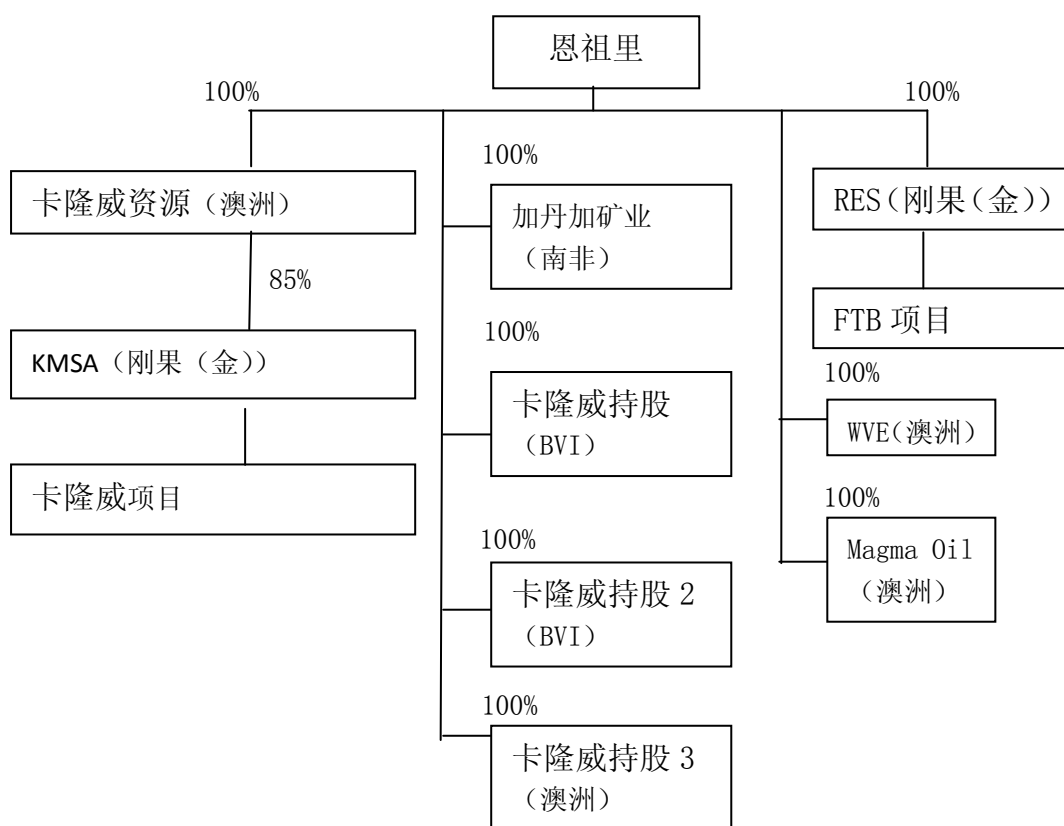 恩祖里
100%
100%
100%
卡隆威资源（澳洲）
加丹加矿业
（南非）
RES（刚果（金））
85%
FTB 项目
100%
KMSA（刚果（金））
100%
卡隆威持股
（BVI）
WVE（澳洲）
卡隆威项目
100%
100%
Magma Oil
（澳洲）
卡隆威持股 2
（BVI）
100%
卡隆威持股 3
（澳洲）